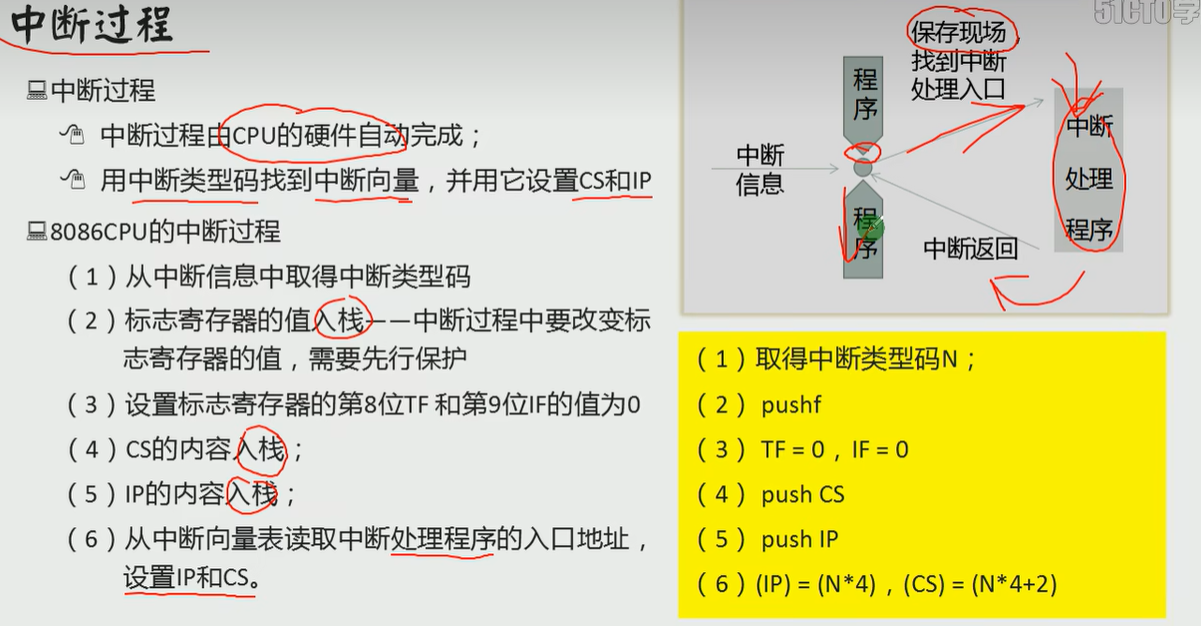 中断过程
中断过程
中断过程由CPU的硬件自动完成；
用中断类型码找到中断向量，并用它设置CS和IP
8086CPU的中断过程
（1）从中断信息中取得中断类型码
（2）标志寄存器的值入栈——中断过程中要改变标
志寄存器的值，需要先行保护
（3）设置标志寄存器的第8位TF 和第9位IF的值为0
（4）CS的内容入栈；
（5）IP的内容入栈；
（6）从中断向量表读取中断处理程序的入口地址，
设置IP和CS。
51CTO学
保存现场，
找到中断
处理入口
程
序
中断
信息
程
序
中断
处理
程序
中断返回
（1）取得中断类型码N；
（2） pushf
（3） TF = 0，IF = 0
（4） push CS
（5） push IP
（6）(IP) = (N*4)，(CS) = (N*4+2)